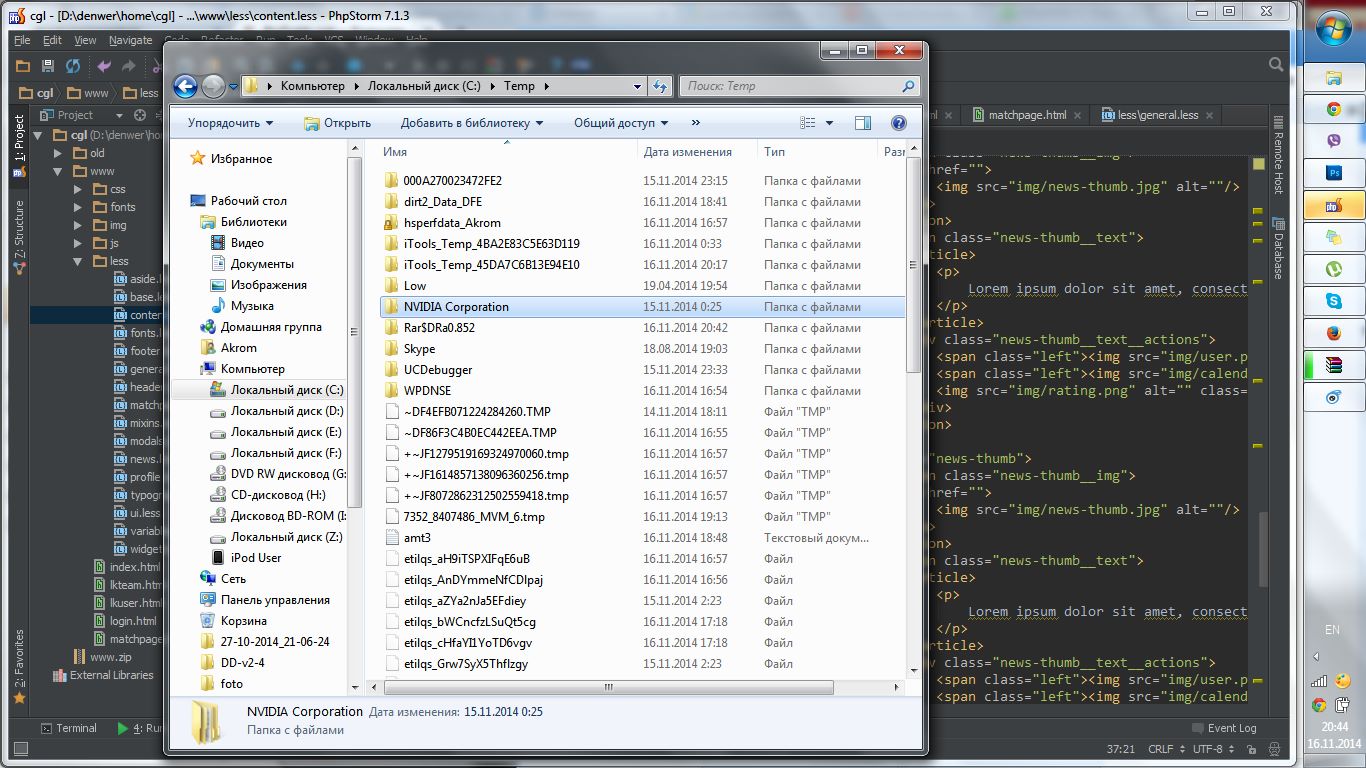 cgl - [D:\denwer\home\cgl] - ...\www\less\content.less - PhpStorm 7.1.3
File Edit View Navigate Code Refactor Run Tools VCS Window Help
cgl www less
Project
cgl (D:\denwer\ho
old
www
css
fonts
img
js
less
aside.l
base.le
conten
fonts.l
footer
genera
header
matchp
mixins.
modals
news.l
profile
typogr
ui.less
variabl
widget
index.html
lkteam.htm
lkuser.html
login.html
matchpage
www.zip
External Libraries
1: Project
7: Structure
2: Favorites
Terminal
4: Run
Компьютер Локальный диск (C:) Temp
Поиск: Temp
Упорядочить Открыть Добавить в библиотеку Общий доступ »
Избранное
Рабочий стол
Библиотеки
Видео
Документы
Изображения
Музыка
Домашняя группа
Akrom
Компьютер
Локальный диск (C:)
Локальный диск (D:)
Локальный диск (E:)
Локальный диск (F:)
DVD RW дисковод (G:
CD-дисковод (H:)
Дисковод BD-ROM (I:
Локальный диск (Z:)
iPod User
Сеть
Панель управления
Корзина
27-10-2014_21-06-24
DD-v2-4
foto
Имя Дата изменения Тип Разм
000A270023472FE2 15.11.2014 23:15 Папка с файлами
dirt2_Data_DFE 16.11.2014 18:41 Папка с файлами
hsperfdata_Akrom 16.11.2014 16:57 Папка с файлами
iTools_Temp_4BA2E83C5E63D119 16.11.2014 0:33 Папка с файлами
iTools_Temp_45DA7C6B13E94E10 16.11.2014 20:17 Папка с файлами
Low 19.04.2014 19:54 Папка с файлами
NVIDIA Corporation 15.11.2014 0:25 Папка с файлами
Rar$DRa0.852 16.11.2014 20:42 Папка с файлами
Skype 18.08.2014 19:03 Папка с файлами
UCDebugger 15.11.2014 23:33 Папка с файлами
WPDNSE 16.11.2014 16:54 Папка с файлами
~DF4EFB071224284260.TMP 14.11.2014 18:11 Файл "TMP"
~DF86F3C4B0EC442EEA.TMP 16.11.2014 16:55 Файл "TMP"
+~JF1279519169324970060.tmp 16.11.2014 16:57 Файл "TMP"
+~JF1614857138096360256.tmp 16.11.2014 16:57 Файл "TMP"
+~JF8072862312502559418.tmp 16.11.2014 16:57 Файл "TMP"
7352_8407486_MVM_6.tmp 16.11.2014 19:13 Файл "TMP"
amt3 16.11.2014 18:48 Текстовый докум...
etilqs_aH9iTSPXIFqE6uB 16.11.2014 16:57 Файл
etilqs_AnDYmmeNfCDIpaj 16.11.2014 16:56 Файл
etilqs_aZYa2nJa5EFdiey 15.11.2014 2:23 Файл
etilqs_bWCncfzLSuQt5cg 16.11.2014 17:18 Файл
etilqs_cHfaYI1YoTD6vgv 16.11.2014 17:18 Файл
etilqs_Grw7SyX5ThfIzgy 15.11.2014 2:23 Файл
NVIDIA Corporation Дата изменения: 15.11.2014 0:25
Папка с файлами
ml matchpage.html less\general.less
href="">
<img src="img/news-thumb.jpg" alt=""/>
>
on>
n class="news-thumb__text">
ticle>
<p>
Lorem ipsum dolor sit amet, consect
</p>
rticle>
v class="news-thumb__text__actions">
<span class="left"><img src="img/user.p
<span class="left"><img src="img/calend
<img src="img/rating.png" alt="" class=
iv>
on>
"news-thumb">
n class="news-thumb__img">
href="">
<img src="img/news-thumb.jpg" alt=""/>
>
on>
n class="news-thumb__text">
ticle>
<p>
Lorem ipsum dolor sit amet, consect
</p>
rticle>
v class="news-thumb__text__actions">
<span class="left"><img src="img/user.p
<span class="left"><img src="img/calend
Remote Host
Database
Event Log
37:21 CRLF UTF-8
EN
20:44
16.11.2014